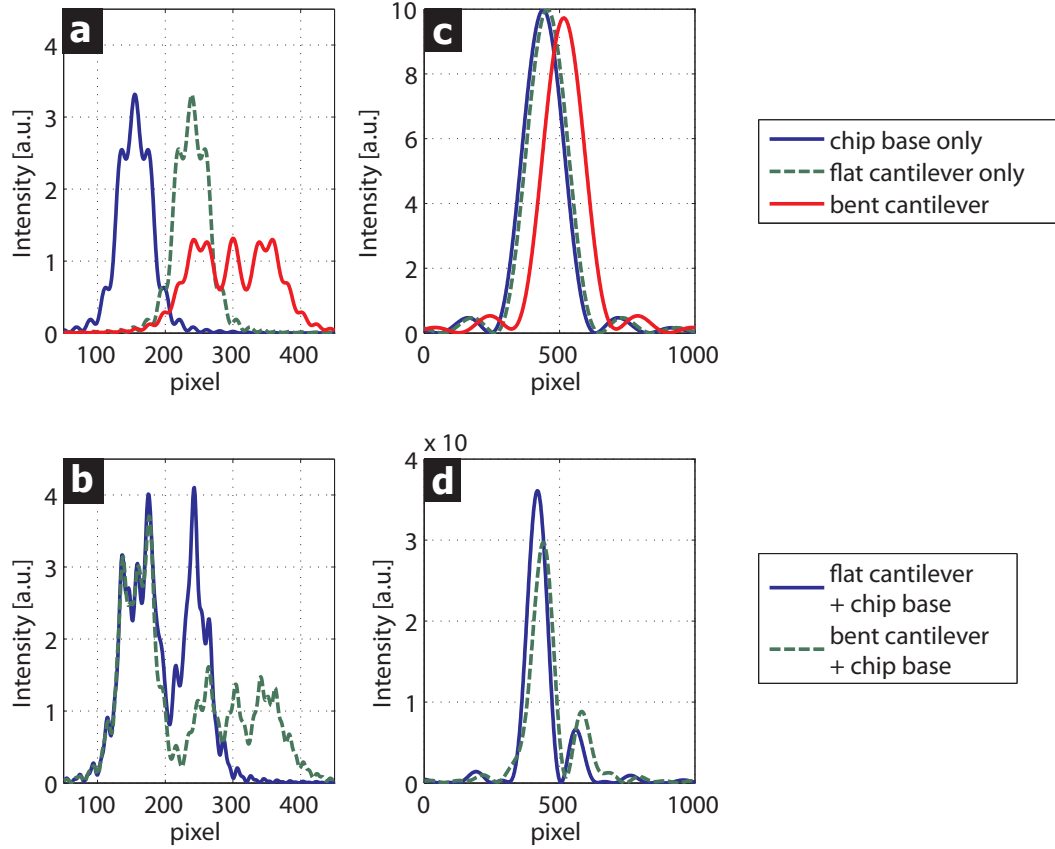 a
4
3
2
1
0
Intensity [a.u.]
100 200 300 400
pixel
c
10
8
6
4
2
0
Intensity [a.u.]
0 500 1000
pixel
chip base only
flat cantilever only
bent cantilever
b
4
3
2
1
0
Intensity [a.u.]
100 200 300 400
pixel
x 10
d
4
3
2
1
0
Intensity [a.u.]
0 500 1000
pixel
flat cantilever
+ chip base
bent cantilever
+ chip base